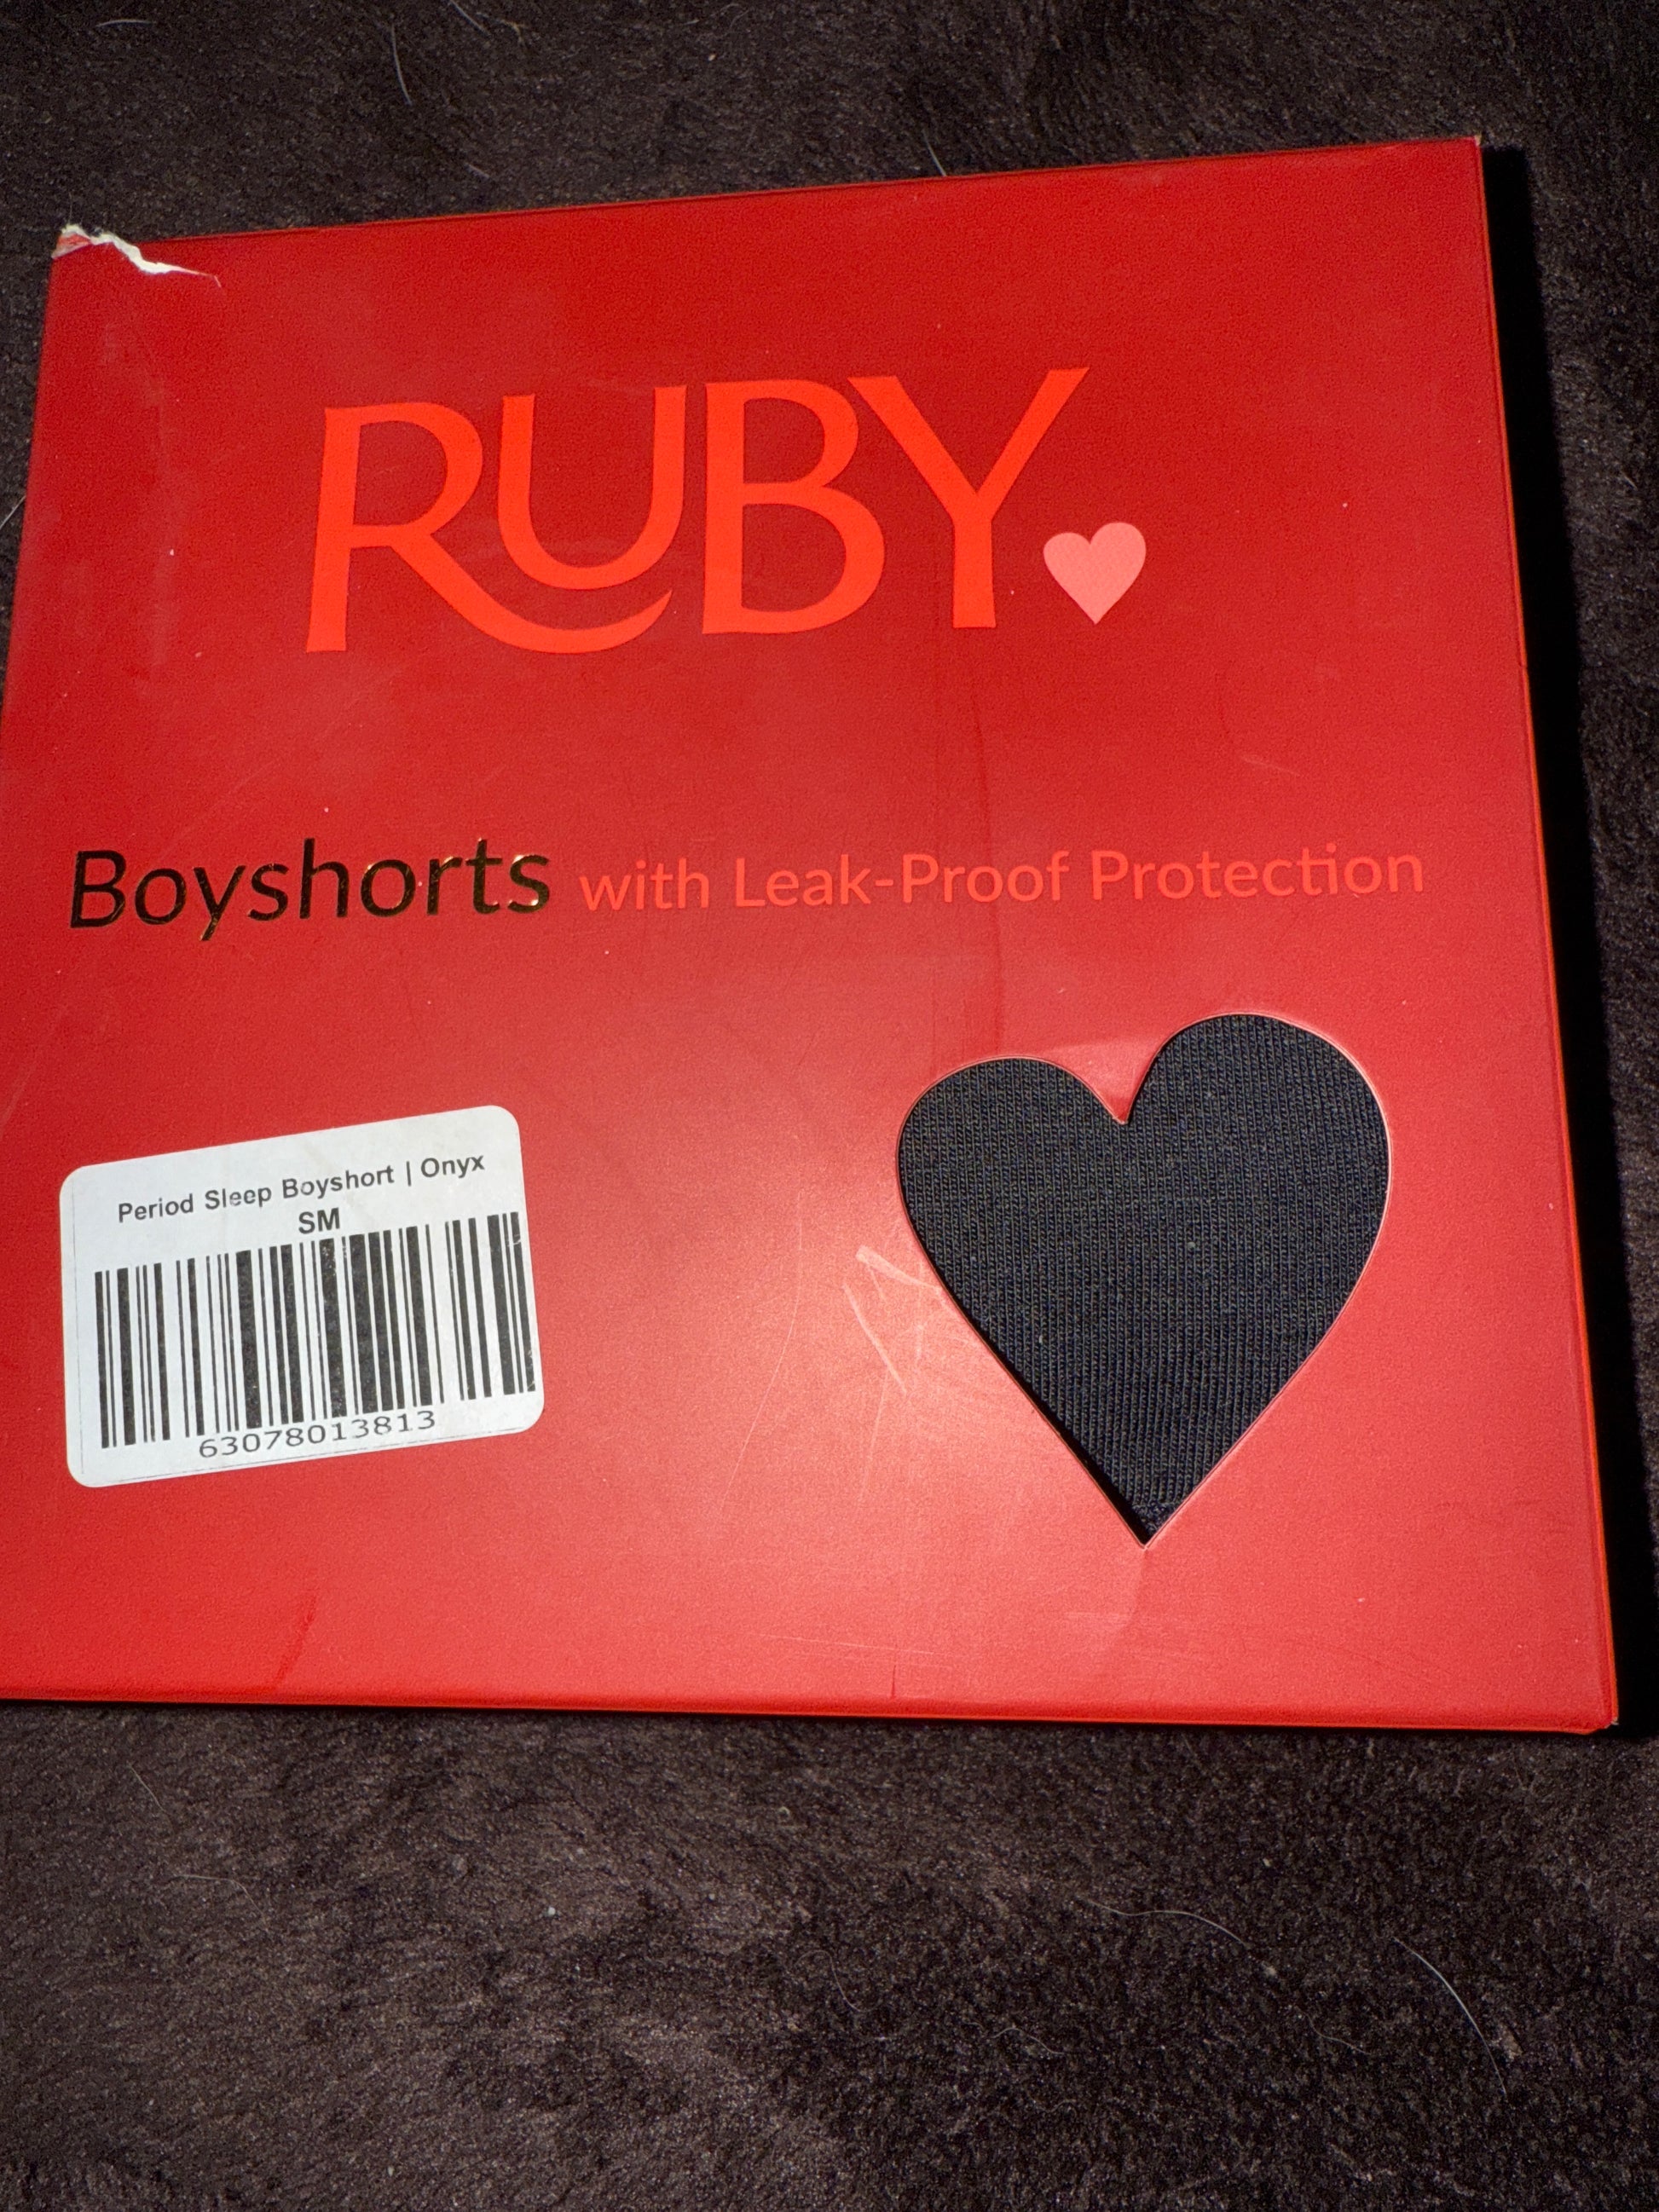 RUBY
Boyshorts with Leak-Proof Protection
Period Sleep Boyshort | Onyx
SM
63078013813